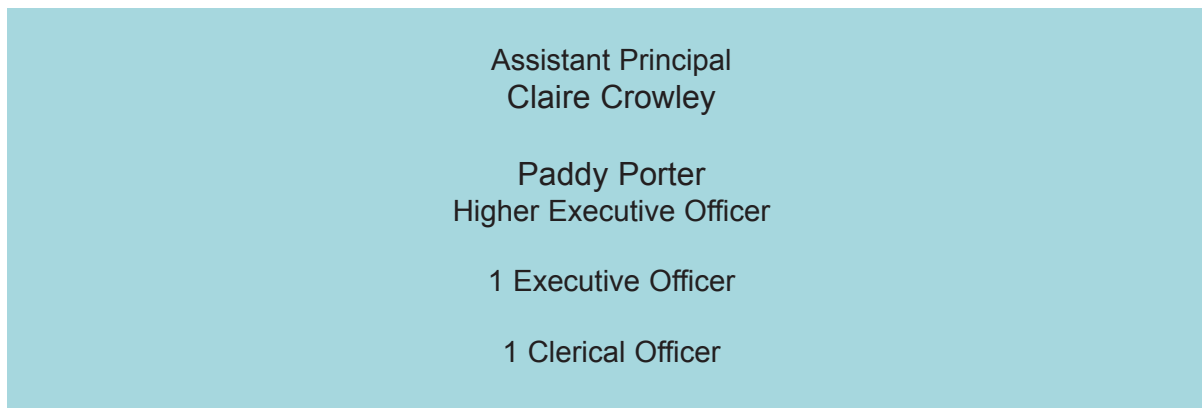 Assistant Principal
Claire Crowley
Paddy Porter
Higher Executive Officer
1 Executive Officer
1 Clerical Officer